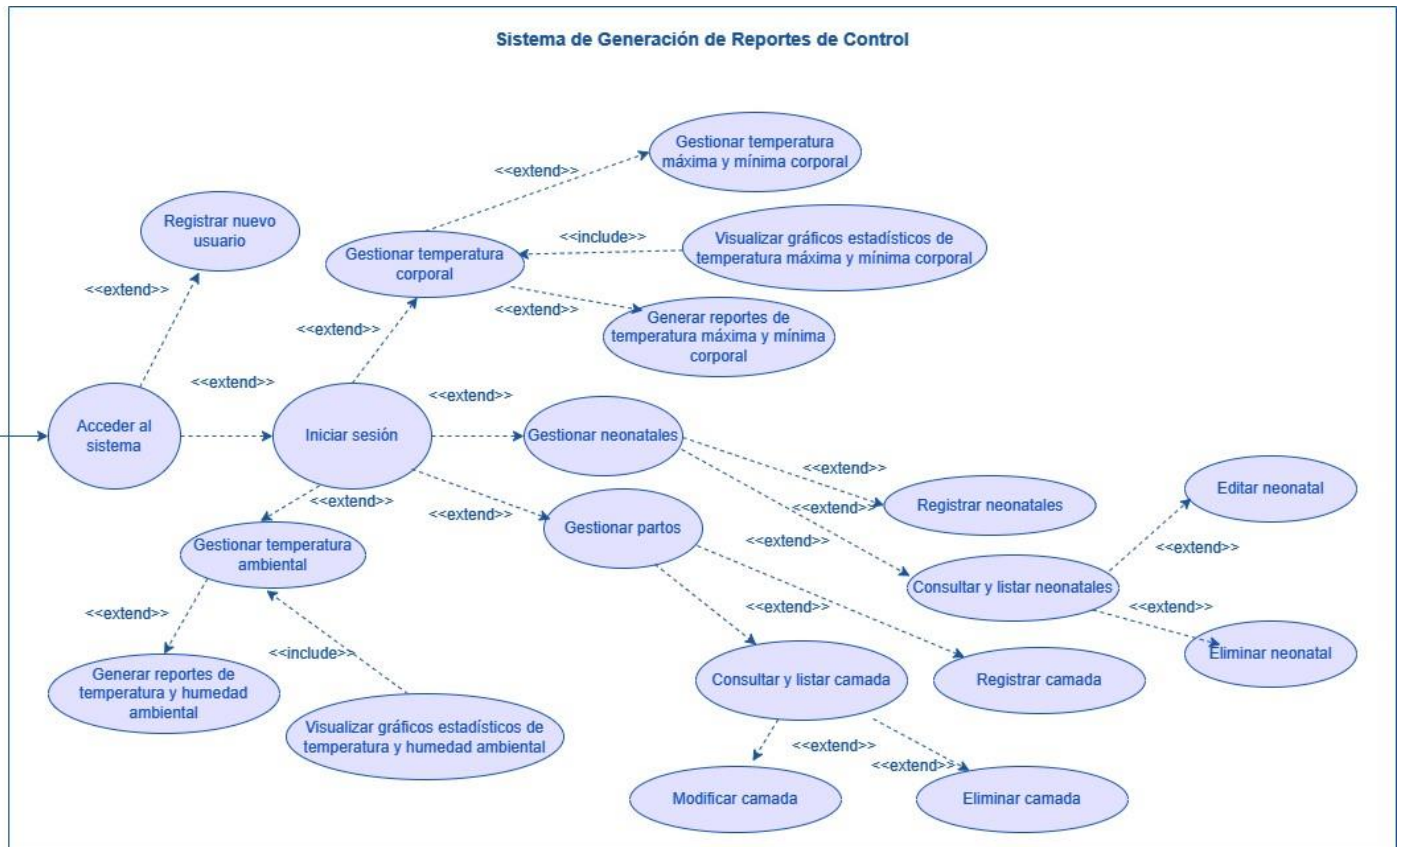 Sistema de Generación de Reportes de Control
Gestionar temperatura
máxima y mínima corporal
<<extend>>
Registrar nuevo
usuario
<<include>>
Visualizar gráficos estadísticos de
temperatura máxima y mínima corporal
Gestionar temperatura
corporal
<<extend>>
<<extend>>
<<extend>>
Generar reportes de
temperatura máxima y mínima
corporal
<<extend>>
<<extend>>
Acceder al
sistema
Iniciar sesión
Gestionar neonatales
<<extend>>
Editar neonatal
<<extend>>
<<extend>>
<<extend>>
Registrar neonatales
Gestionar partos
<<extend>>
<<extend>>
Gestionar temperatura
ambiental
Consultar y listar neonatales
<<extend>>
<<extend>>
<<extend>>
<<include>>
Eliminar neonatal
Generar reportes de
temperatura y humedad
ambiental
Consultar y listar camada
Registrar camada
Visualizar gráficos estadísticos de
temperatura y humedad ambiental
<<extend>>
<<extend>>
Modificar camada
Eliminar camada